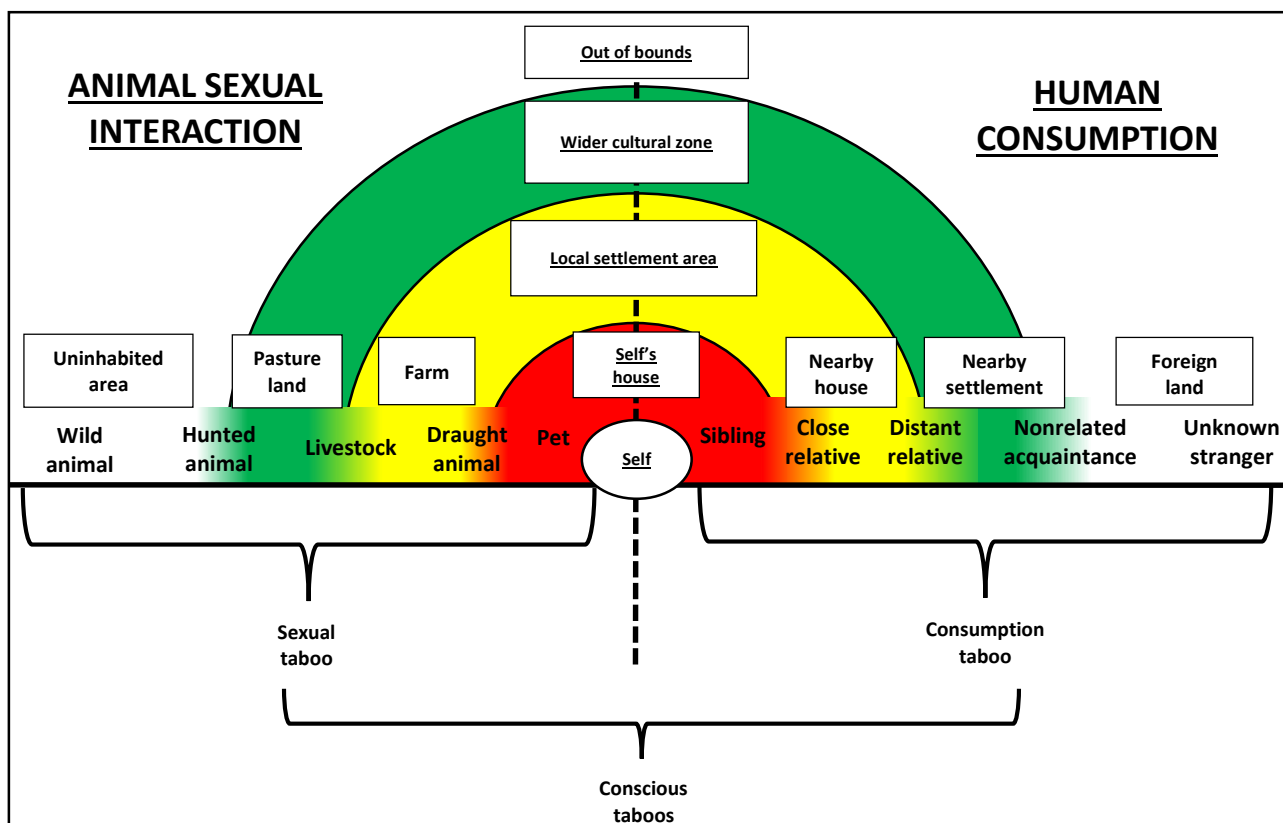 Out of bounds
ANIMAL SEXUAL
INTERACTION
HUMAN
CONSUMPTION
Wider cultural zone
Local settlement area
Uninhabited
area
Pasture
land
Farm
Self's
house
Nearby
house
Nearby
settlement
Foreign
land
Wild
animal
Hunted
animal
Livestock
Draught
animal
Pet
Self
Sibling
Close
relative
Distant
relative
Nonrelated
acquaintance
Unknown
stranger
Sexual
taboo
Consumption
taboo
Conscious
taboos